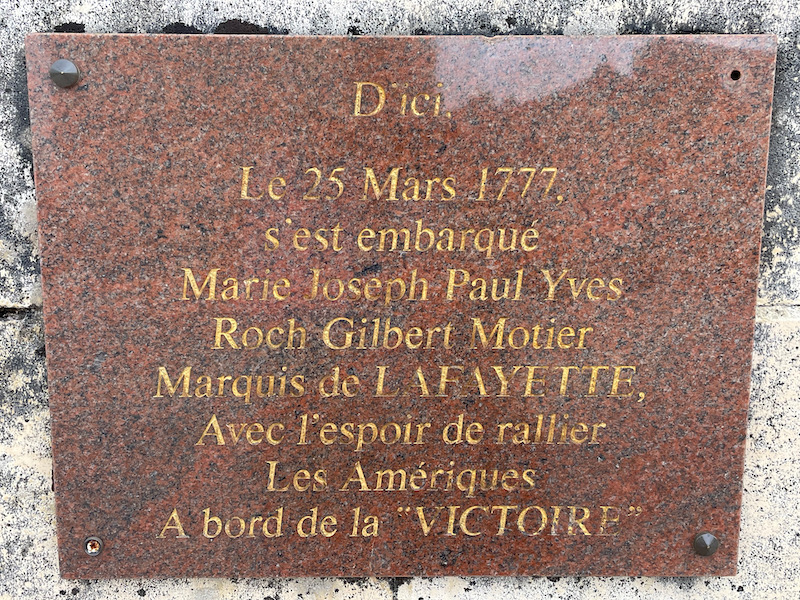 D'ici,
Le 25 Mars 1777,
s'est embarqué
Marie Joseph Paul Yves
Roch Gilbert Motier
Marquis de LAFAYETTE,
Avec l'espoir de rallier
Les Amériques
A bord de la "VICTOIRE"